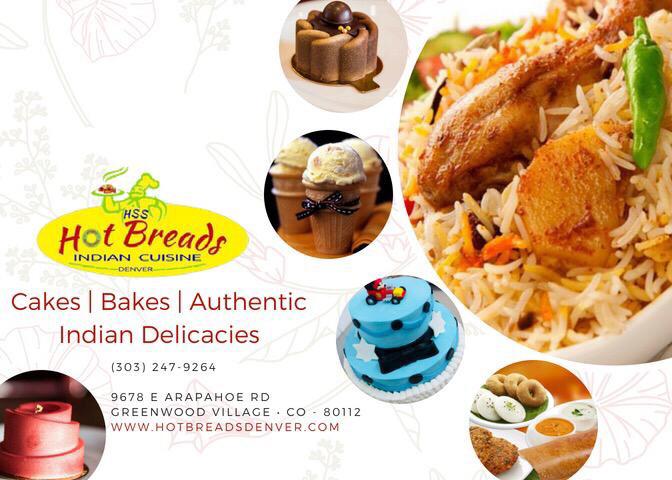 HSS
Hot Breads
INDIAN CUISINE
DENVER
Cakes | Bakes | Authentic
Indian Delicacies
(303) 247-9264
9678 E ARAPAHOE RD
GREENWOOD VILLAGE • CO - 80112
WWW.HOTBREADSDENVER.COM